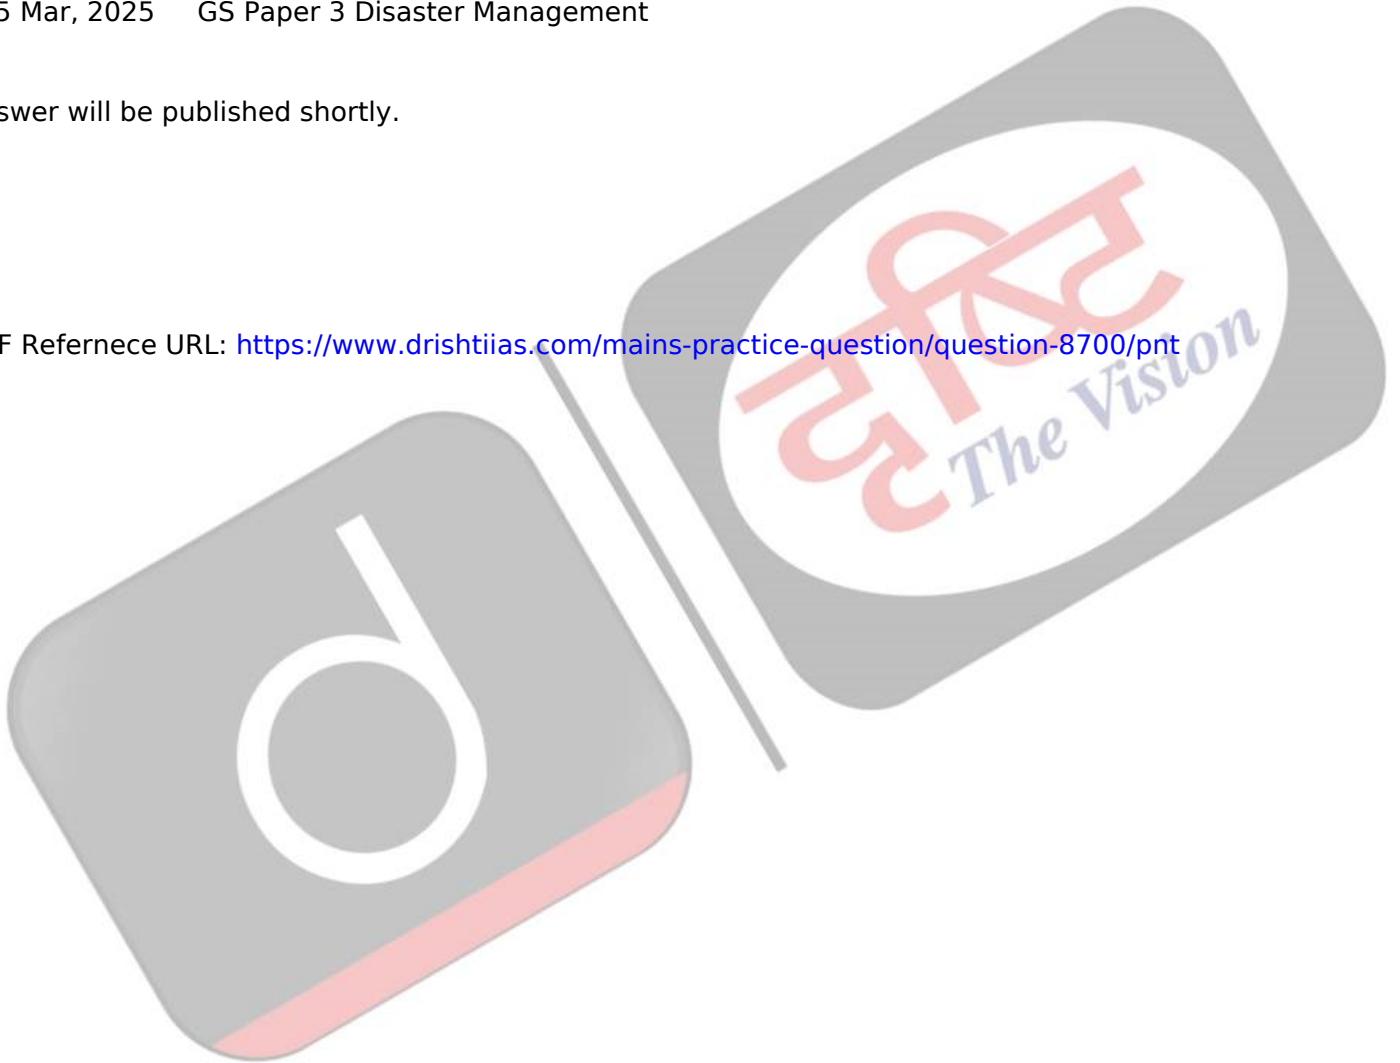 5 Mar, 2025 GS Paper 3 Disaster Management
swer will be published shortly.
F Refernece URL: https://www.drishtiias.com/mains-practice-question/question-8700/pnt
दृष्टि
The Vision
d